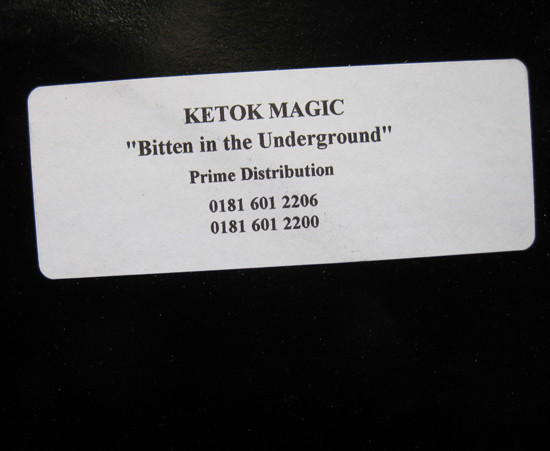 KETOK MAGIC
"Bitten in the Underground"
Prime Distribution
0181 601 2206
0181 601 2200